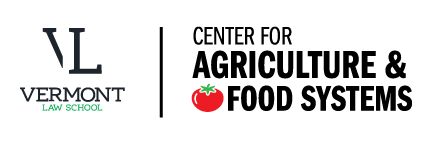 VL
VERMONT
LAW SCHOOL
CENTER FOR
AGRICULTURE &
FOOD SYSTEMS